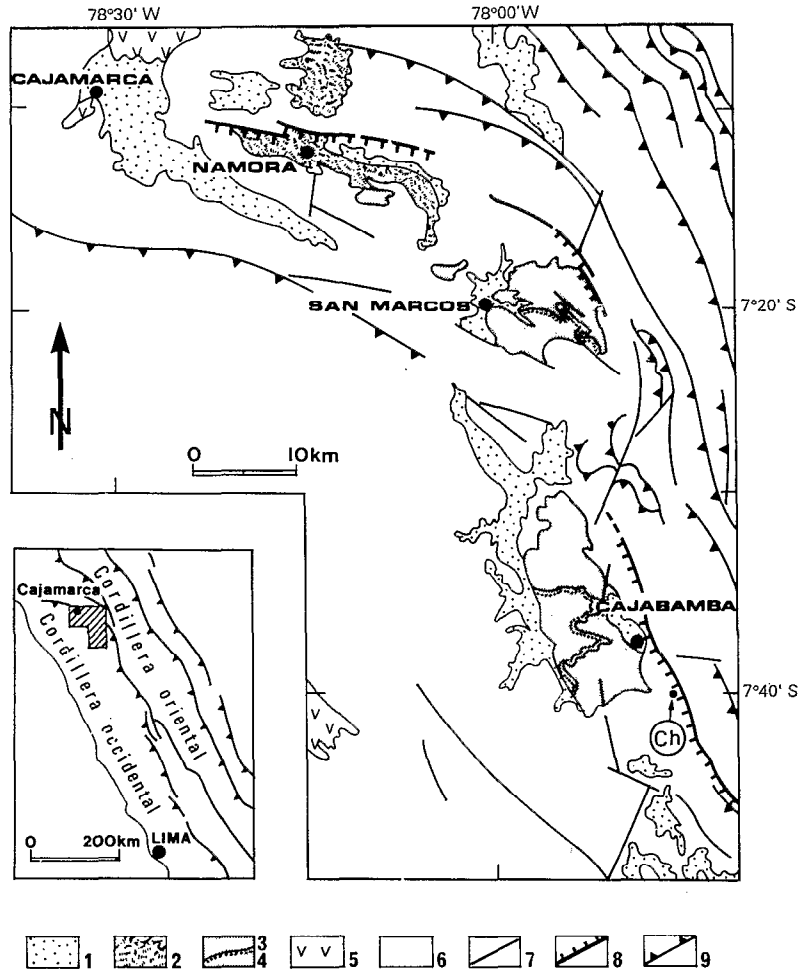 78°30' W
78°00' W
CAJAMARCA
NAMORA
SAN MARCOS
7°20' S
N
0 10km
CAJABAMBA
7°40' S
Ch
Cajamarca
Cordillera oriental
Cordillera occidental
0 200km
LIMA
1 2 3 4 5 6 7 8 9